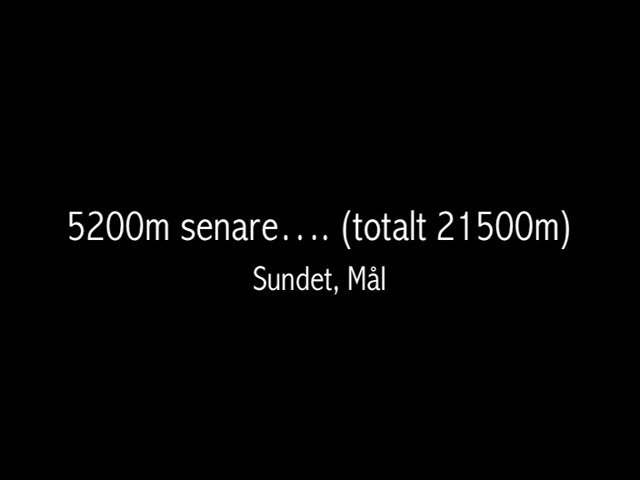 5200m senare.... (totalt 21500m)
Sundet, Mål